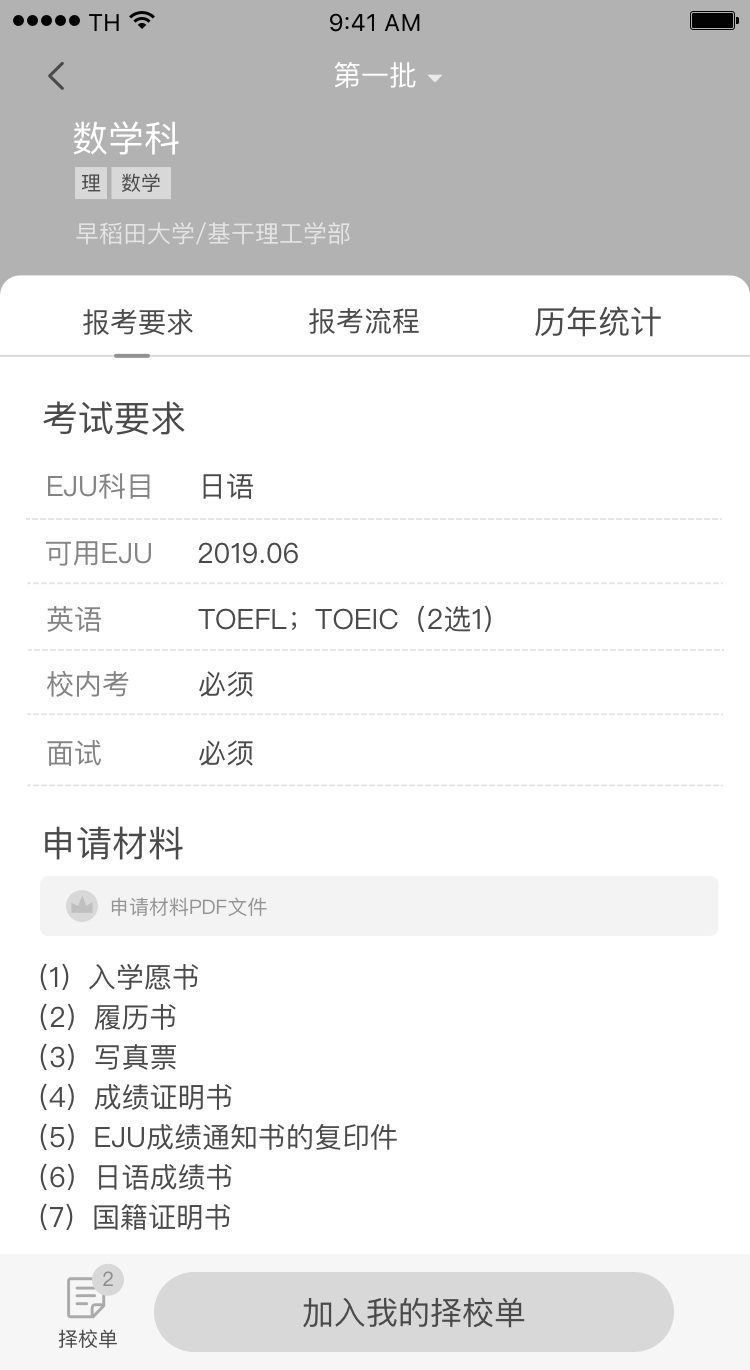 TH 9:41 AM
第一批
数学科
理 数学
早稻田大学/基干理工学部
报考要求 报考流程 历年统计
考试要求
EJU科目 日语
可用EJU 2019.06
英语 TOEFL；TOEIC（2选1）
校内考 必须
面试 必须
申请材料
申请材料PDF文件
（1）入学愿书
（2）履历书
（3）写真票
（4）成绩证明书
（5）EJU成绩通知书的复印件
（6）日语成绩书
（7）国籍证明书
2
择校单
加入我的择校单